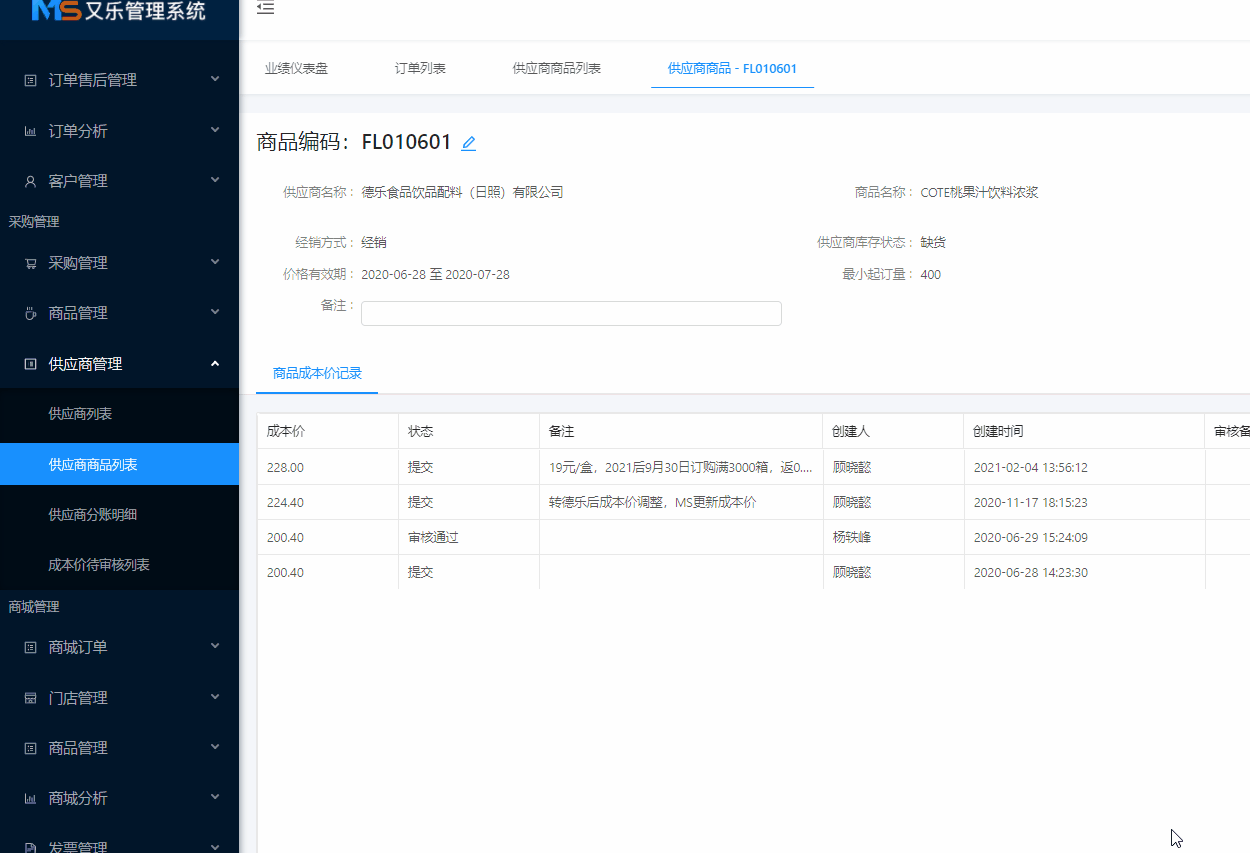 MS又乐管理系统
订单售后管理
订单分析
客户管理
采购管理
采购管理
商品管理
供应商管理
供应商列表
供应商商品列表
供应商分账明细
成本价待审核列表
商城管理
商城订单
门店管理
商品管理
商城分析
发票管理
业绩仪表盘 订单列表 供应商商品列表 供应商商品 - FL010601
商品编码： FL010601
供应商名称： 德乐食品饮品配料（日照）有限公司 商品名称： COTE桃果汁饮料浓浆
经销方式： 经销 供应商库存状态： 缺货
价格有效期： 2020-06-28 至 2020-07-28 最小起订量： 400
备注：
商品成本价记录
成本价 状态 备注 创建人 创建时间 审核备
228.00 提交 19元/盒，2021后9月30日订购满3000箱，返0.... 顾晓懿 2021-02-04 13:56:12
224.40 提交 转德乐后成本价调整，MS更新成本价 顾晓懿 2020-11-17 18:15:23
200.40 审核通过 杨轶峰 2020-06-29 15:24:09
200.40 提交 顾晓懿 2020-06-28 14:23:30